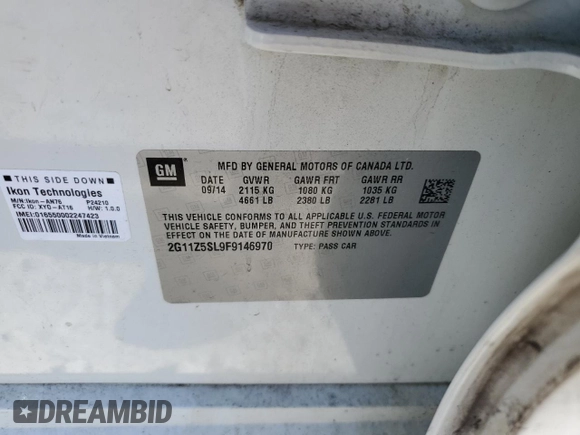 THIS SIDE DOWN
Ikon Technologies
M/N:Ikon-AN76 P24210
FCC ID: XYG-AT16 H/W: 1.0.0
IMEI:016550002247423
Made in Vietnam
GM
MFD BY GENERAL MOTORS OF CANADA LTD.
DATE GVWR GAWR FRT GAWR RR
09/14 2115 KG 1080 KG 1035 KG
4661 LB 2380 LB 2281 LB
THIS VEHICLE CONFORMS TO ALL APPLICABLE U.S. FEDERAL MOTOR
VEHICLE SAFETY, BUMPER, AND THEFT PREVENTION STANDARDS IN
EFFECT ON THE DATE OF MANUFACTURE SHOWN ABOVE.
2G11Z5SL9F9146970 TYPE: PASS CAR
DREAMBID